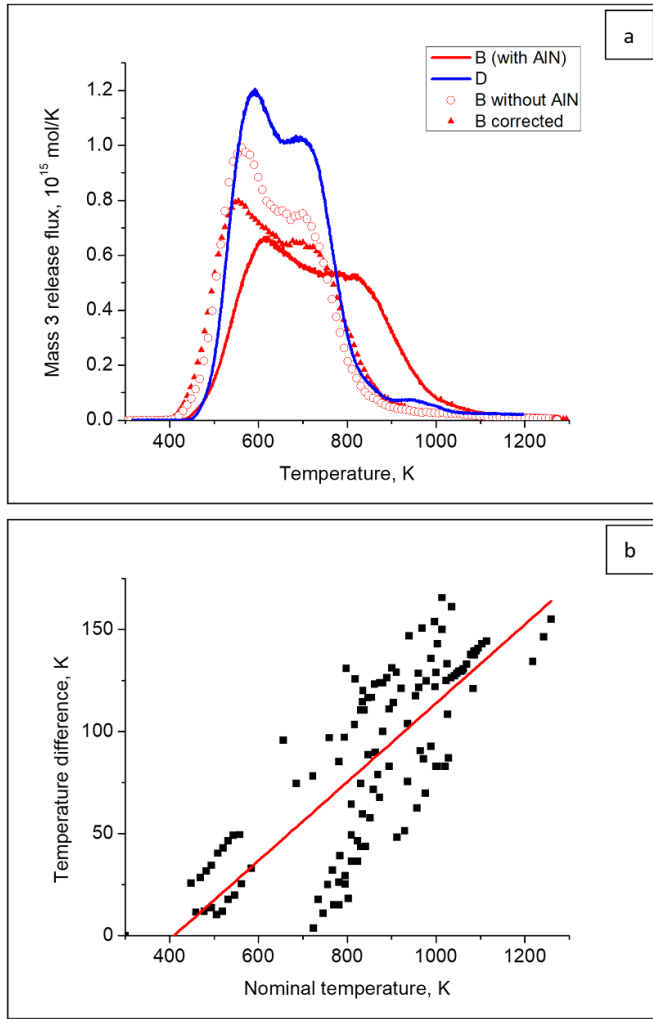 a
B (with AlN)
D
B without AlN
B corrected
1.2
1.0
0.8
0.6
0.4
0.2
0.0
Mass 3 release flux, 10¹⁵ mol/K
400
600
800
1000
1200
Temperature, K
b
150
100
50
0
Temperature difference, K
400
600
800
1000
1200
Nominal temperature, K